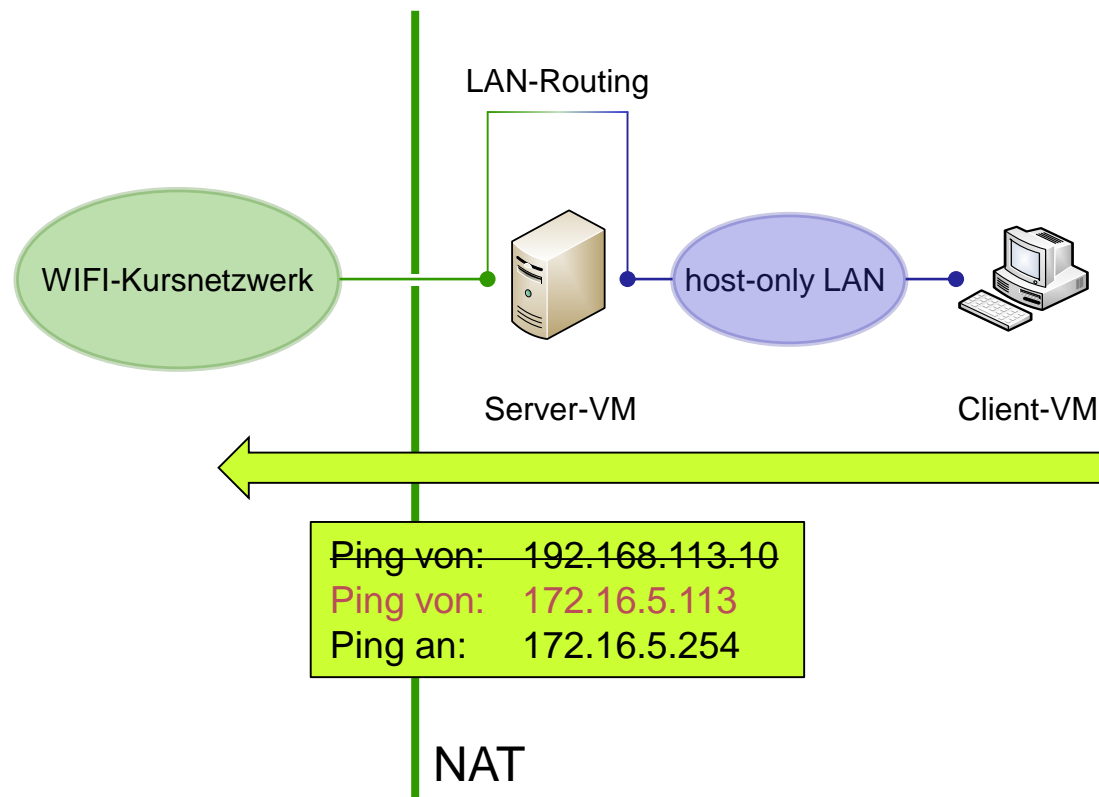 LAN-Routing
WIFI-Kursnetzwerk
host-only LAN
Server-VM
Client-VM
Ping von: 192.168.113.10
Ping von: 172.16.5.113
Ping an: 172.16.5.254
NAT